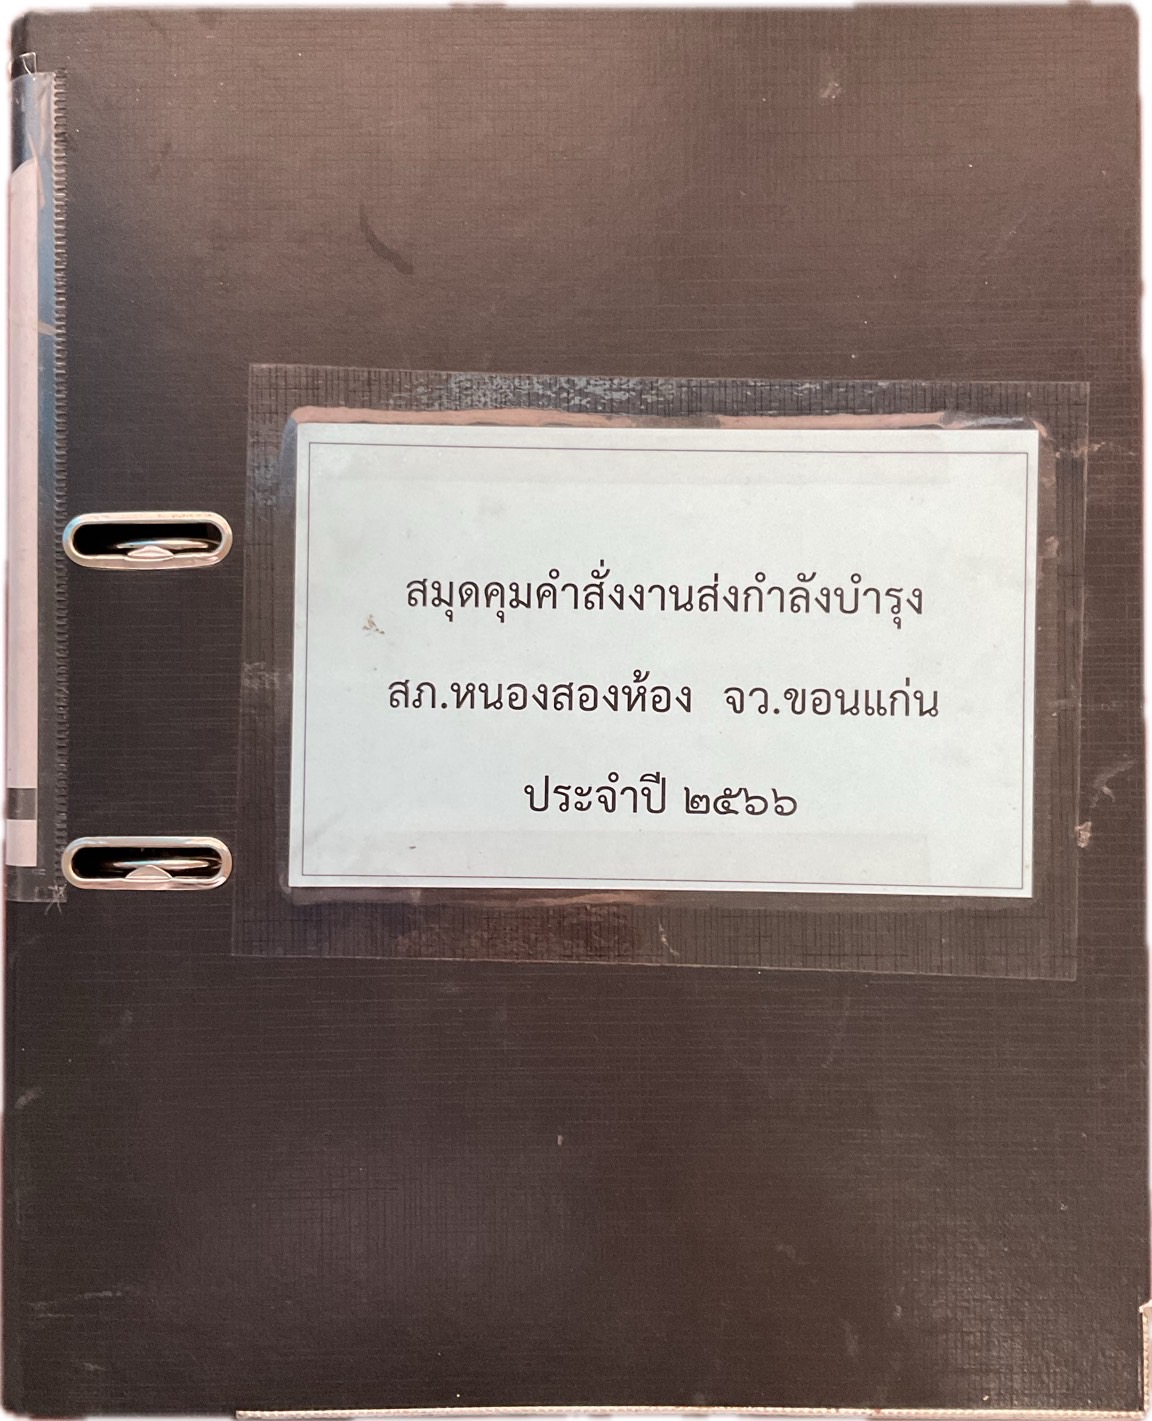 สมุดคุมคำสั่งงานส่งกำลังบำรุง
สภ.หนองสองห้อง จว.ขอนแก่น
ประจำปี ๒๕๖๖